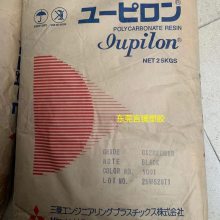 ユーピロン
POLYCARBONATE RESIN
Iupilon
NET 25KGS
东莞吉博塑胶
GRADE
NOTE BLACK
COLOR NO. 9001
LOT NO.
三菱エンジニアリングプラスチックス株式会社